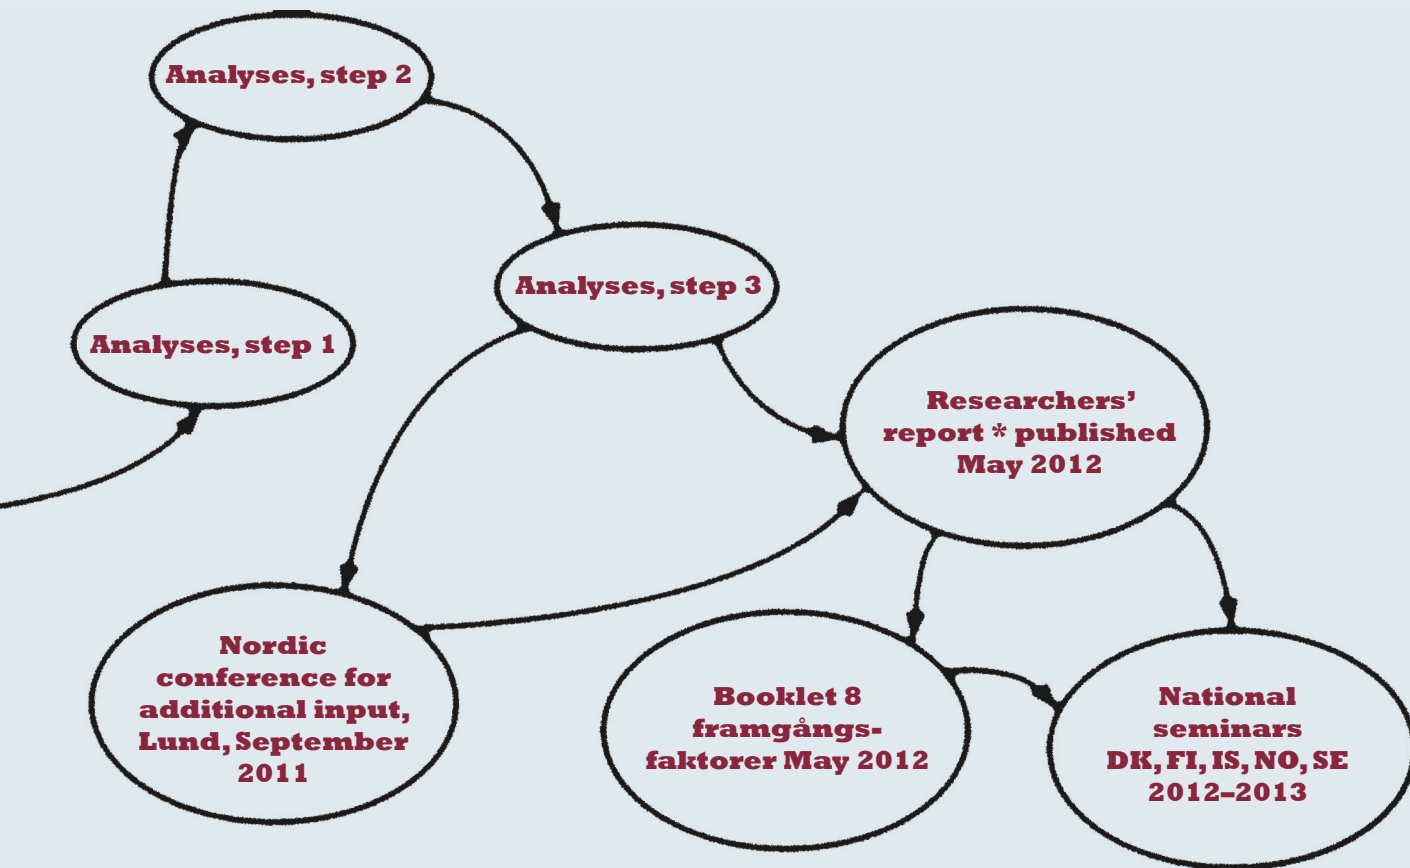 Analyses, step 2
Analyses, step 3
Analyses, step 1
Researchers’
report * published
May 2012
Nordic
conference for
additional input,
Lund, September
2011
Booklet 8
framgångs-
faktorer May 2012
National
seminars
DK, FI, IS, NO, SE
2012–2013